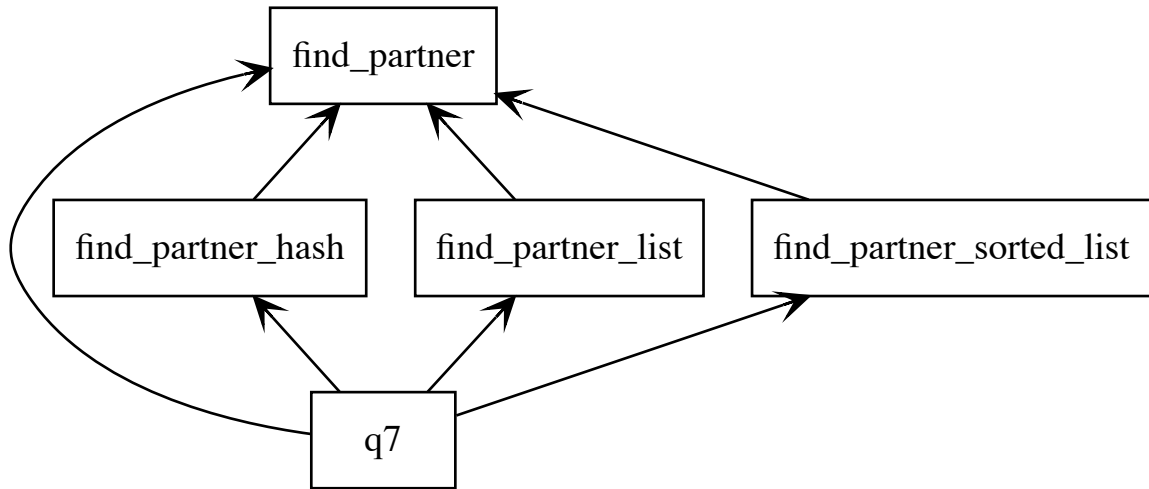 find_partner
find_partner_hash
find_partner_list
find_partner_sorted_list
q7